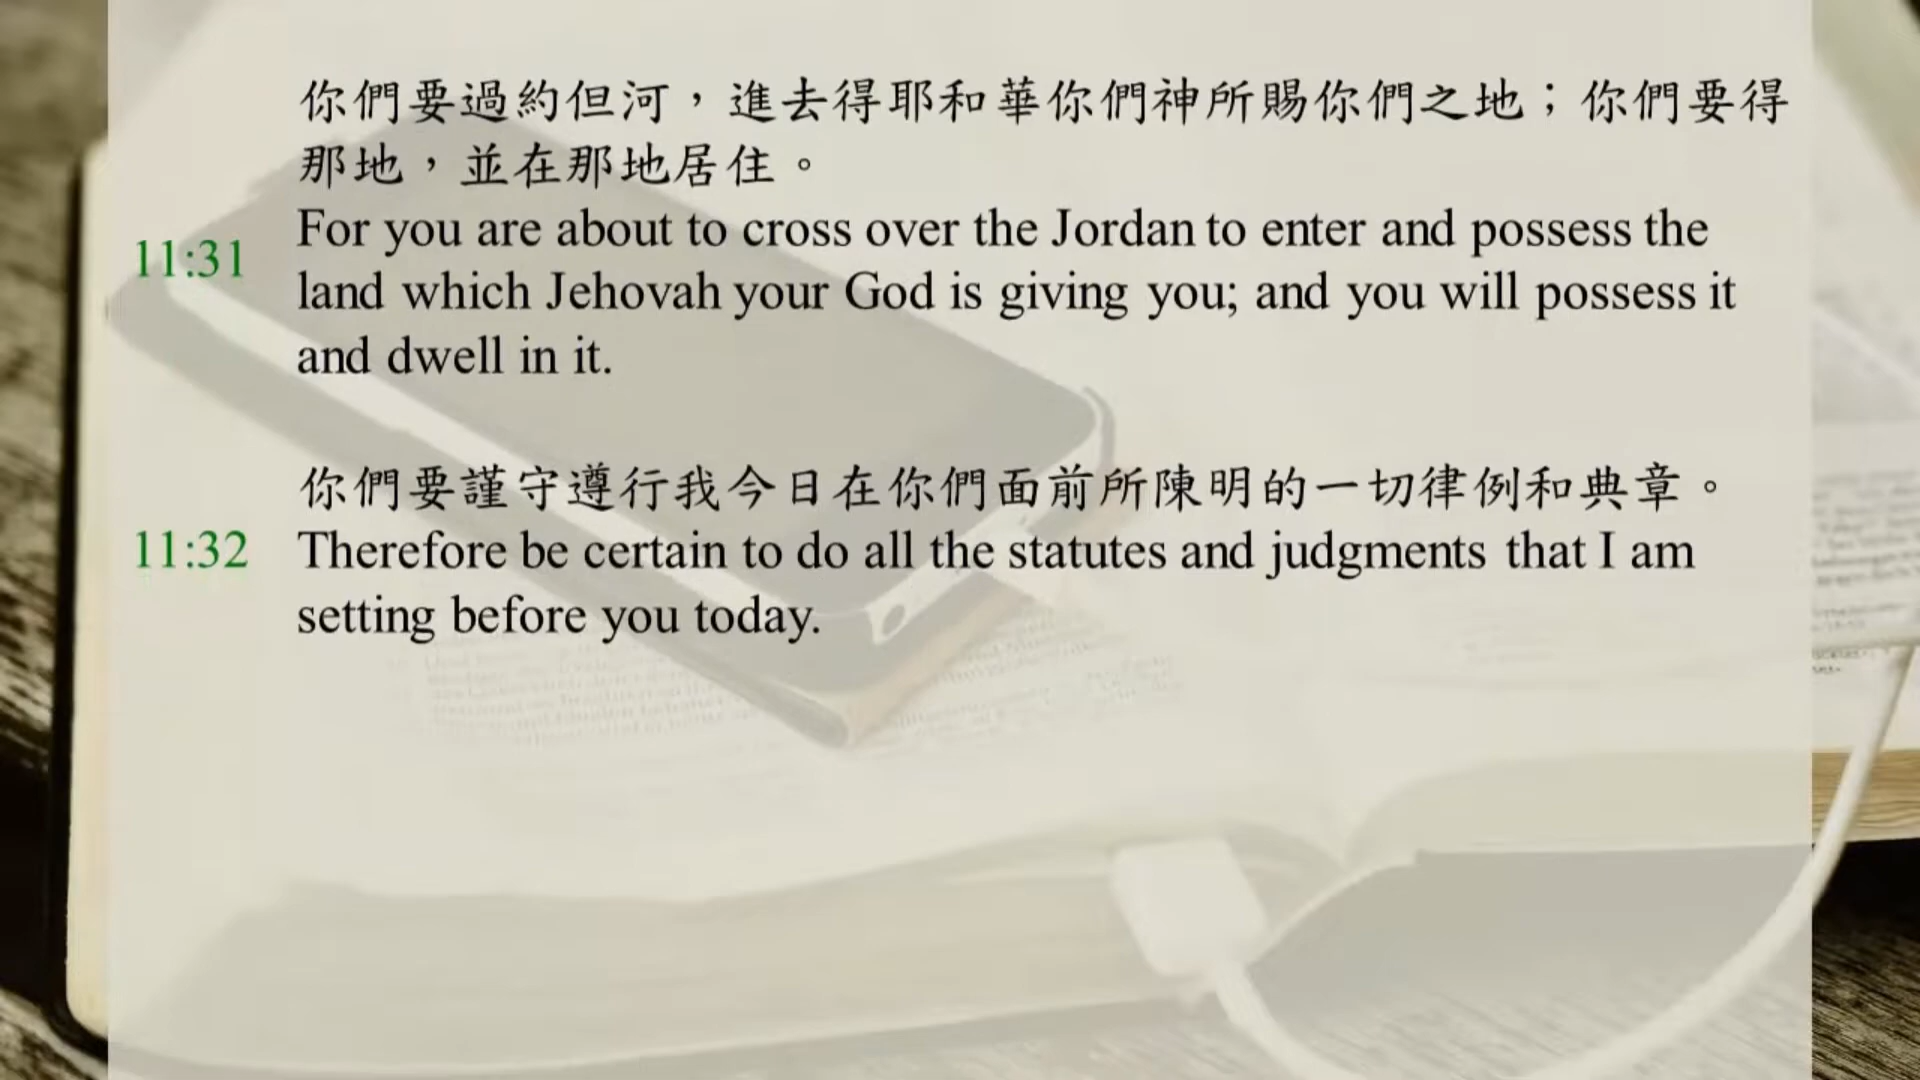 你們要過約但河，進去得耶和華你們神所賜你們之地；你們要得
那地，並在那地居住。
11:31 For you are about to cross over the Jordan to enter and possess the
land which Jehovah your God is giving you; and you will possess it
and dwell in it.
你們要謹守遵行我今日在你們面前所陳明的一切律例和典章。
11:32 Therefore be certain to do all the statutes and judgments that I am
setting before you today.